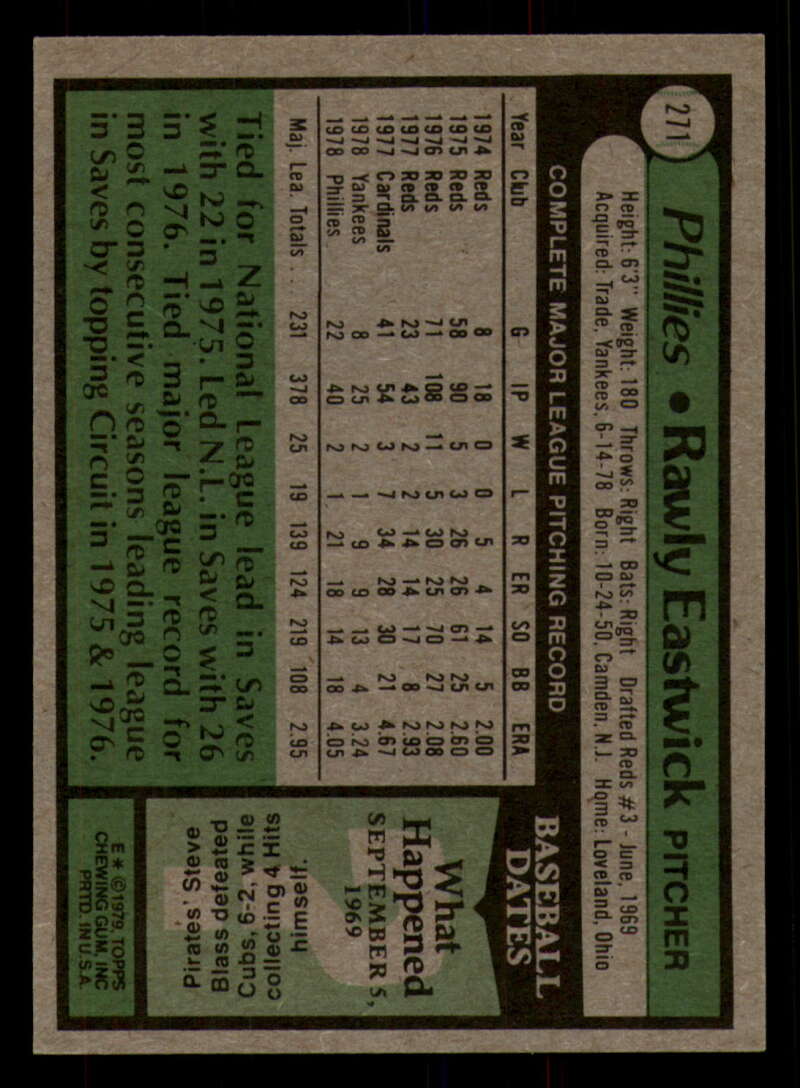 271
Phillies • Rawly Eastwick PITCHER
Height: 6'3" Weight: 180 Throws: Right Bats: Right Drafted Reds #3 - June, 1969
Acquired: Trade, Yankees, 6-14-78 Born: 10-24-50, Camden, N.J. Home: Loveland, Ohio
COMPLETE MAJOR LEAGUE PITCHING RECORD
Year Club G IP W L R ER SO BB ERA
1974 Reds 8 18 0 0 5 4 14 5 2.00
1975 Reds 58 90 5 3 26 26 61 25 2.60
1976 Reds 71 108 11 5 30 25 70 27 2.08
1977 Reds 23 43 2 2 14 14 17 8 2.93
1977 Cardinals 41 54 3 7 34 28 30 21 4.67
1978 Yankees 8 25 2 1 9 9 13 4 3.24
1978 Phillies 22 40 2 1 21 18 14 18 4.05
Maj. Lea. Totals . . 231 378 25 19 139 124 219 108 2.95
Tied for National League lead in Saves
with 22 in 1975. Led N.L. in Saves with 26
in 1976. Tied major league record for
most consecutive seasons leading league
in Saves by topping Circuit in 1975 & 1976.
BASEBALL
DATES
What
Happened
SEPTEMBER 5,
1969
Pirates' Steve
Blass defeated
Cubs, 6-2, while
collecting 4 Hits
himself.
E* © 1979, TOPPS
CHEWING GUM, INC
PRTD. IN U.S.A.